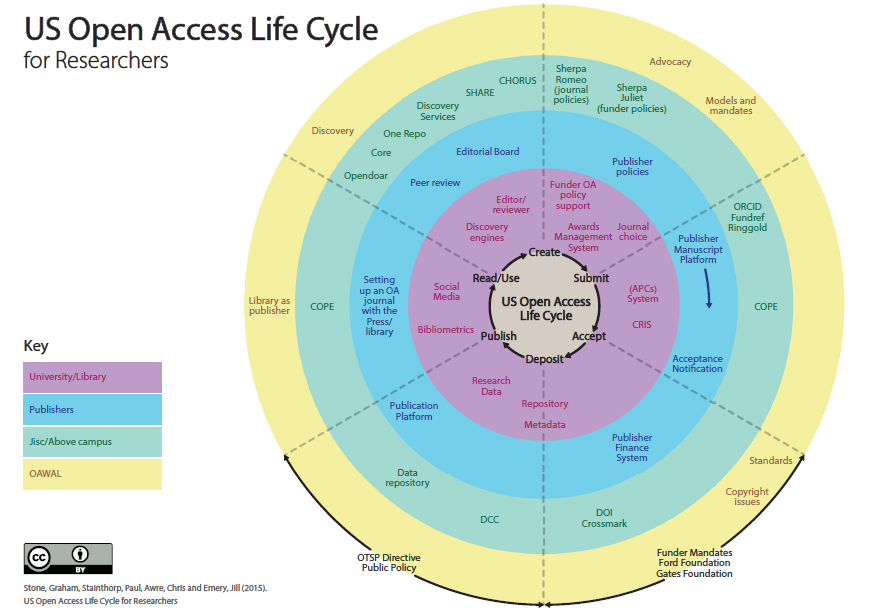 US Open Access Life Cycle
for Researchers
Advocacy
Models and
mandates
Discovery
CHORUS
SHARE
Discovery
Services
One Repo
Core
Opendoar
Sherpa
Romeo
(journal
policies)
Sherpa
Juliet
(funder policies)
Editorial Board
Peer review
Publisher
policies
Editor/
reviewer
Discovery
engines
Funder OA
policy
support
Awards
Management
System
Journal
choice
ORCID
Fundref
Ringgold
Publisher
Manuscript
Platform
Create
Submit
Accept
Deposit
Publish
Read/Use
US Open Access
Life Cycle
Library as
publisher
COPE
Setting
up an OA
journal
with the
Press/
library
Social
Media
Bibliometrics
(APCs)
System
CRIS
COPE
Acceptance
Notification
Research
Data
Repository
Metadata
Publication
Platform
Publisher
Finance
System
Data
repository
DCC
DOI
Crossmark
Standards
Copyright
issues
OTSP Directive
Public Policy
Funder Mandates
Ford Foundation
Gates Foundation
Key
University/Library
Publishers
Jisc/Above campus
OAWAL
cc
BY
Stone, Graham, Stainthorp, Paul, Awre, Chris and Emery, Jill (2015).
US Open Access Life Cycle for Researchers